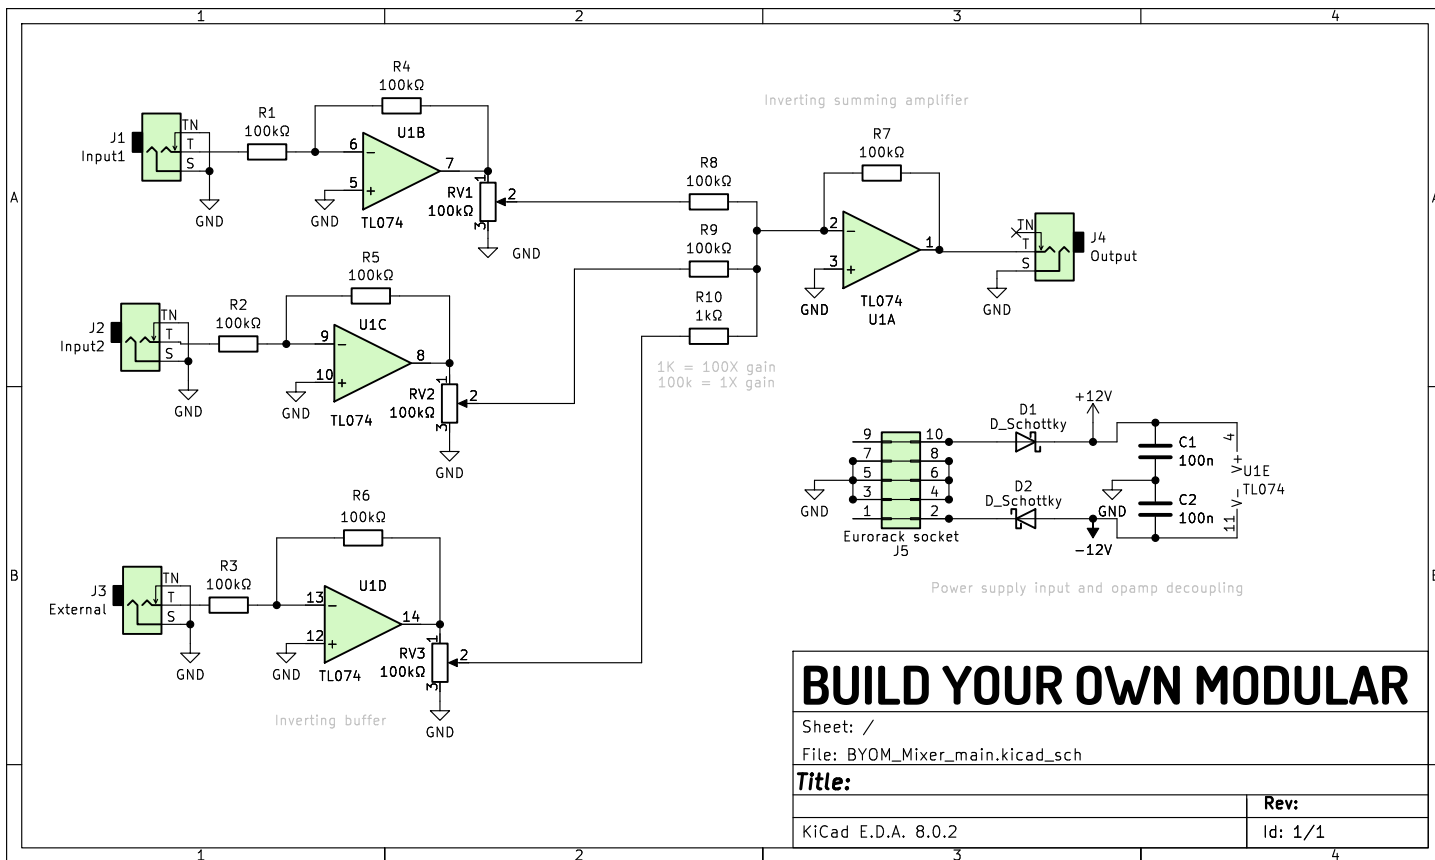 1
2
3
4
A
A
B
B
R4
100kΩ
R1
100kΩ
U1B
J1
Input1
TN
T
S
6
5
7
GND
GND
TL074
RV1
100kΩ
1
2
3
GND
R5
100kΩ
R2
100kΩ
U1C
J2
Input2
TN
T
S
9
10
8
GND
GND
TL074
RV2
100kΩ
1
2
3
GND
R6
100kΩ
R3
100kΩ
U1D
J3
External
TN
T
S
13
12
14
GND
GND
TL074
RV3
100kΩ
1
2
3
GND
Inverting buffer
Inverting summing amplifier
R7
100kΩ
R8
100kΩ
R9
100kΩ
R10
1kΩ
1K = 100X gain
100k = 1X gain
2
3
1
GND
TL074
U1A
TN
T
S
J4
Output
GND
D1
D_Schottky
+12V
9
10
7
8
5
6
3
4
1
2
GND
Eurorack socket
J5
D2
D_Schottky
-12V
GND
C1
100n
C2
100n
4
V+
U1E
TL074
V-
11
Power supply input and opamp decoupling
BUILD YOUR OWN MODULAR
Sheet: /
File: BYOM_Mixer_main.kicad_sch
Title:
Rev:
KiCad E.D.A. 8.0.2
Id: 1/1
1
2
3
4